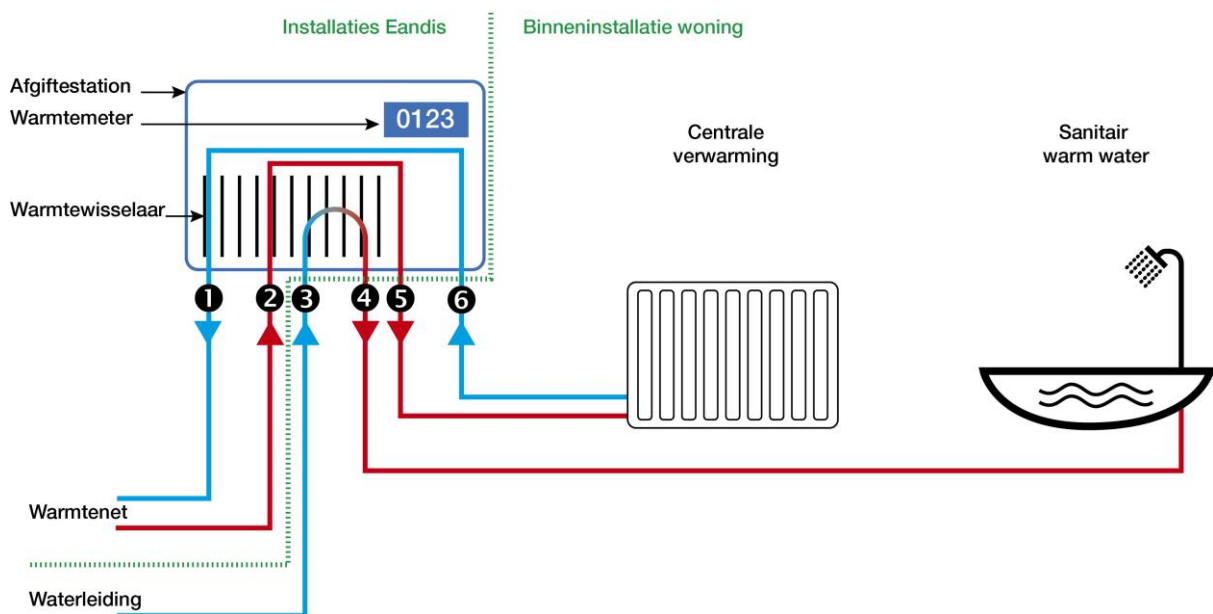 Installaties Eandis
Binneninstallatie woning
Afgiftestation
Warmtemeter
0123
Centrale
verwarming
Sanitair
warm water
Warmtewisselaar
1 2 3 4 5 6
Warmtenet
Waterleiding